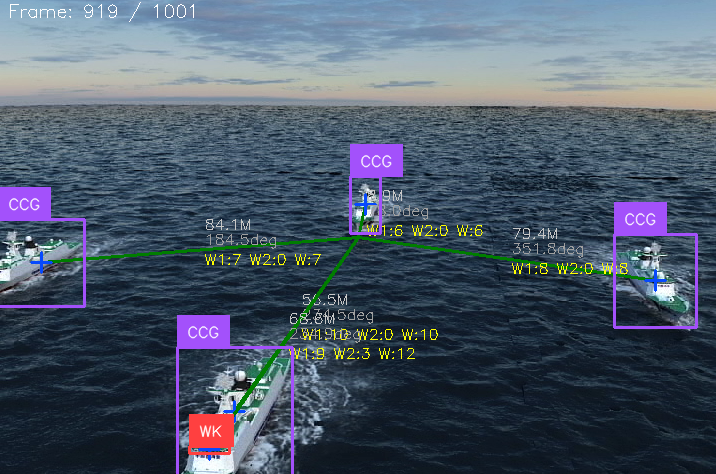 Frame: 919 / 1001
CCG
CCG
CCG
84.1M
184.5deg
W1:7 W2:0 W:7
W1:6 W2:0 W:6
79.4M
351.8deg
W1:8 W2:0 W:8
W1:10 W2:0 W:10
W1:9 W2:3 W:12
CCG
WK